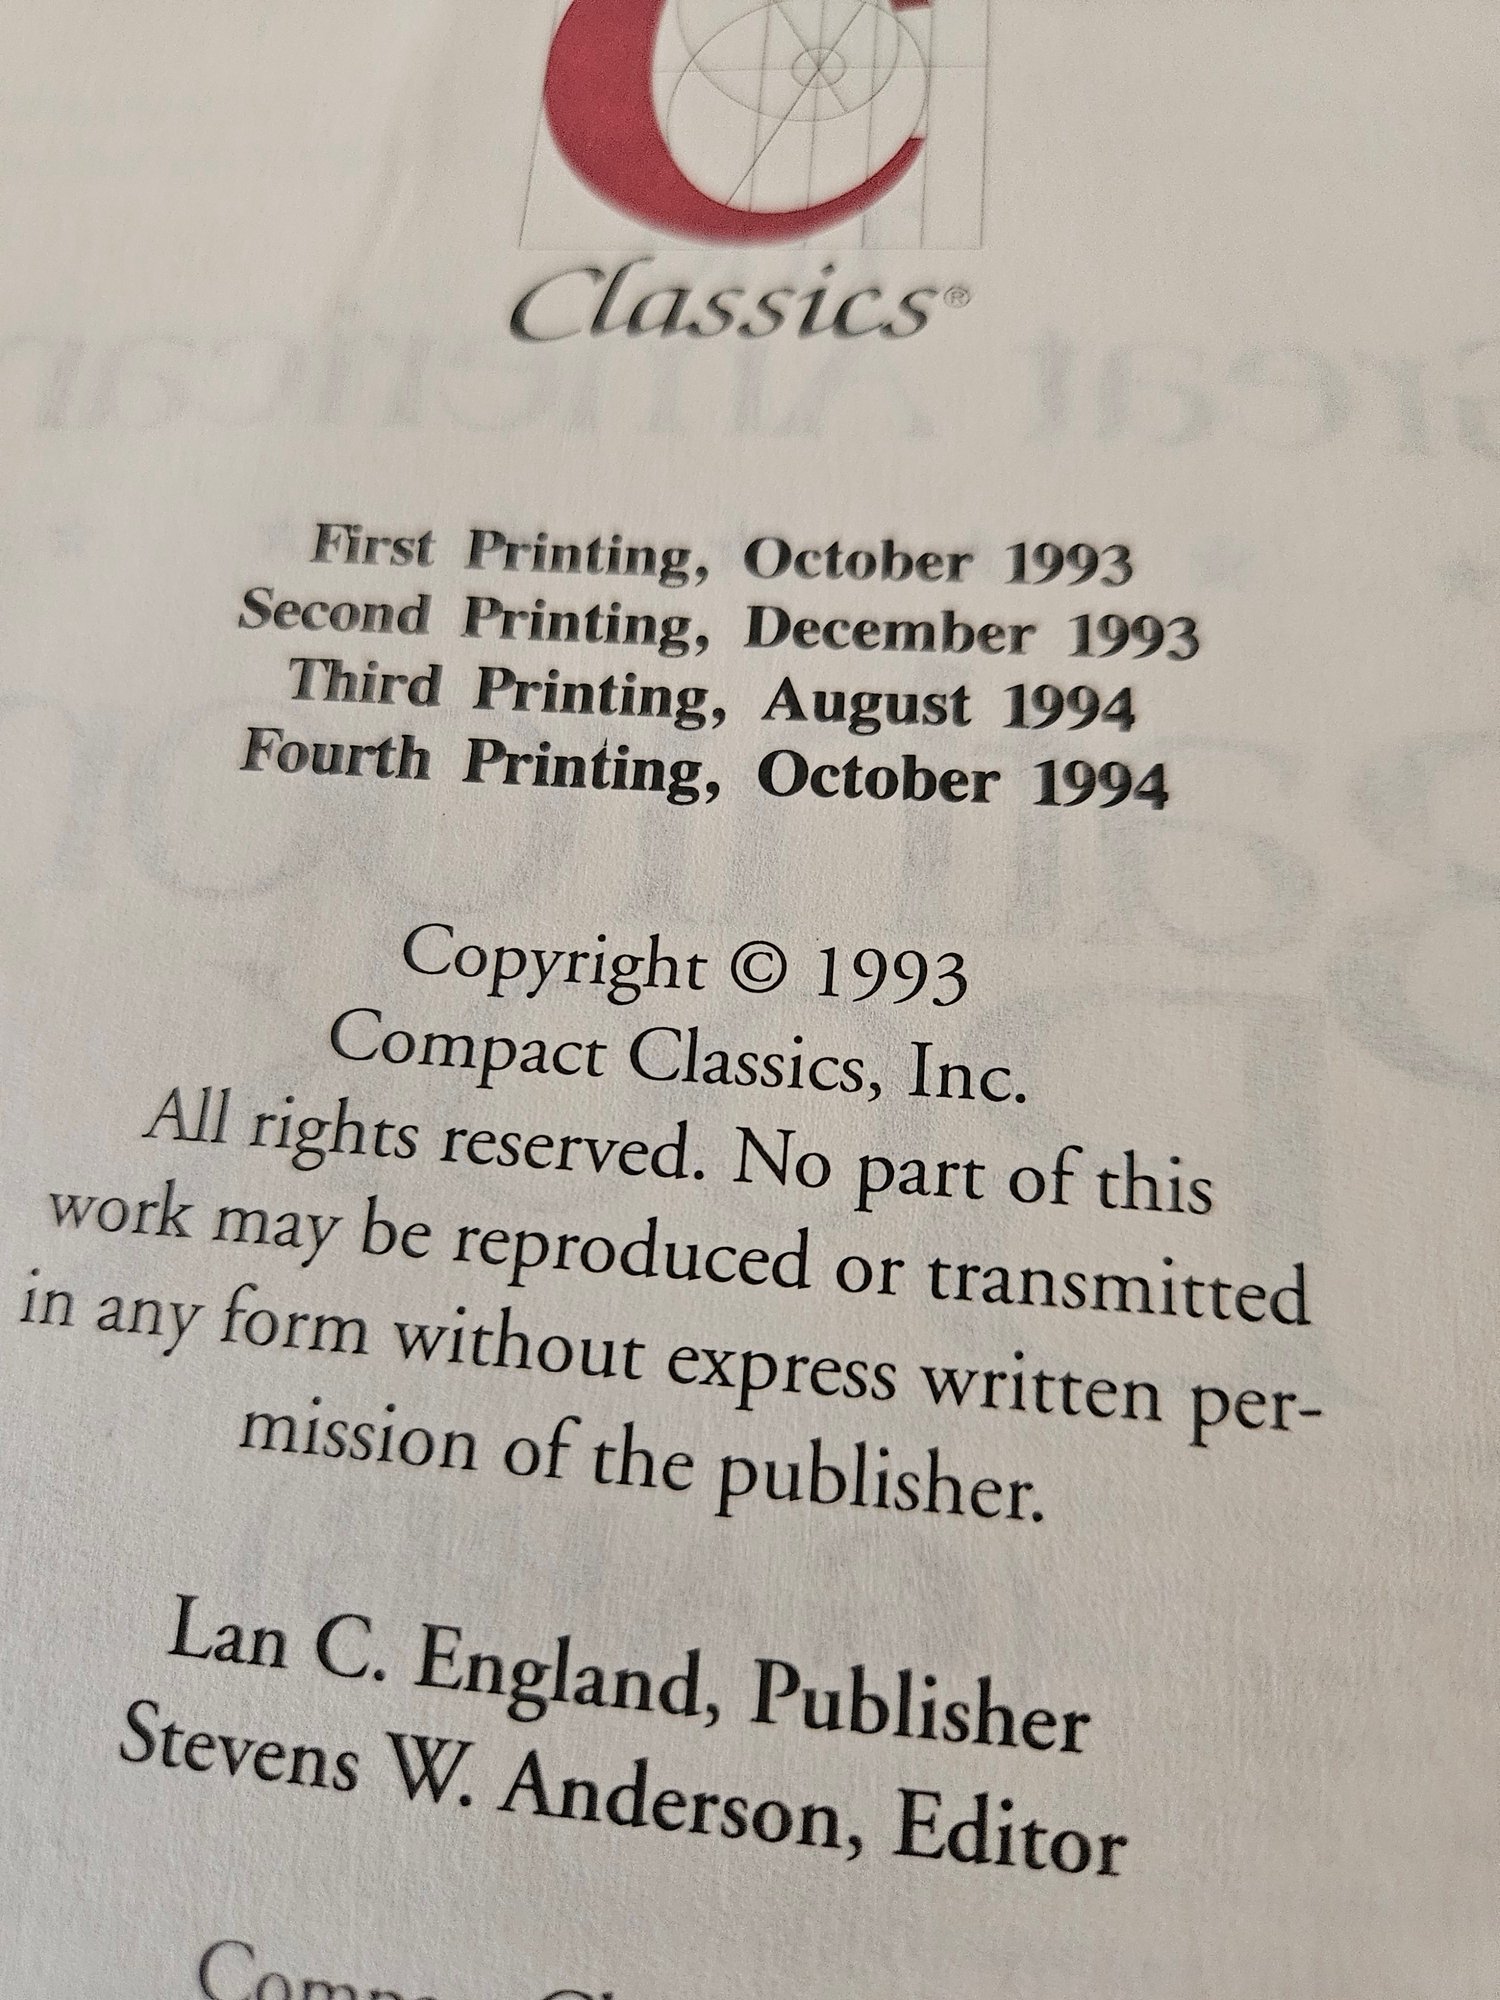 Classics®
First Printing, October 1993
Second Printing, December 1993
Third Printing, August 1994
Fourth Printing, October 1994
Copyright © 1993
Compact Classics, Inc.
All rights reserved. No part of this
work may be reproduced or transmitted
in any form without express written per-
mission of the publisher.
Lan C. England, Publisher
Stevens W. Anderson, Editor